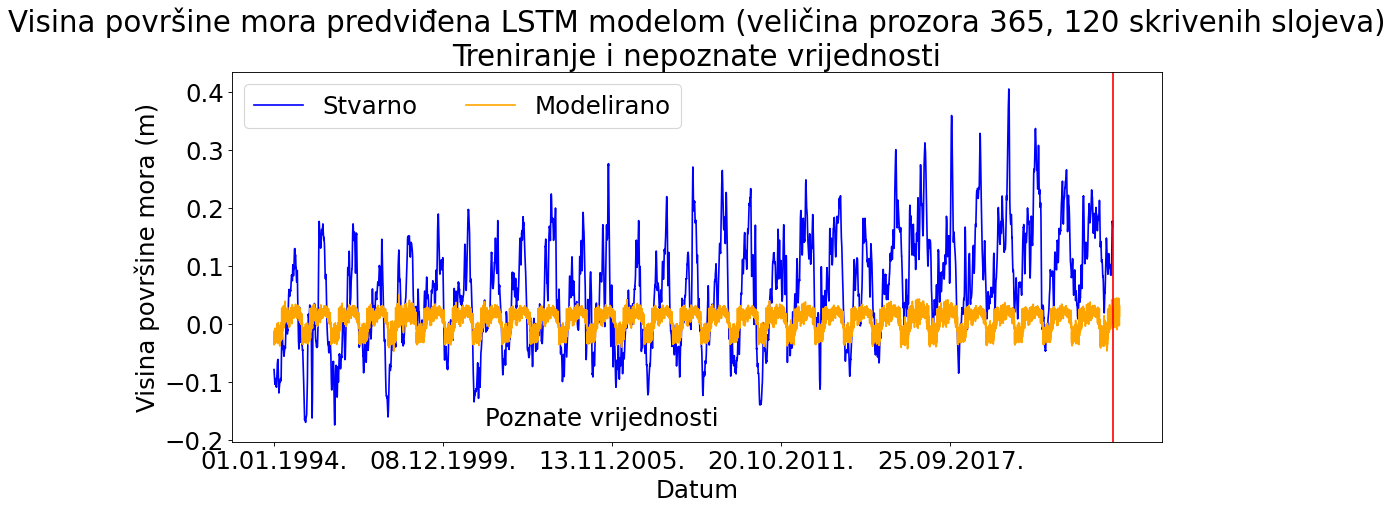 Visina površine mora predviđena LSTM modelom (veličina prozora 365, 120 skrivenih slojeva)
Treniranje i nepoznate vrijednosti
Stvarno
Modelirano
Visina površine mora (m)
0.4
0.3
0.2
0.1
0.0
−0.1
−0.2
Poznate vrijednosti
01.01.1994. 08.12.1999. 13.11.2005. 20.10.2011. 25.09.2017.
Datum